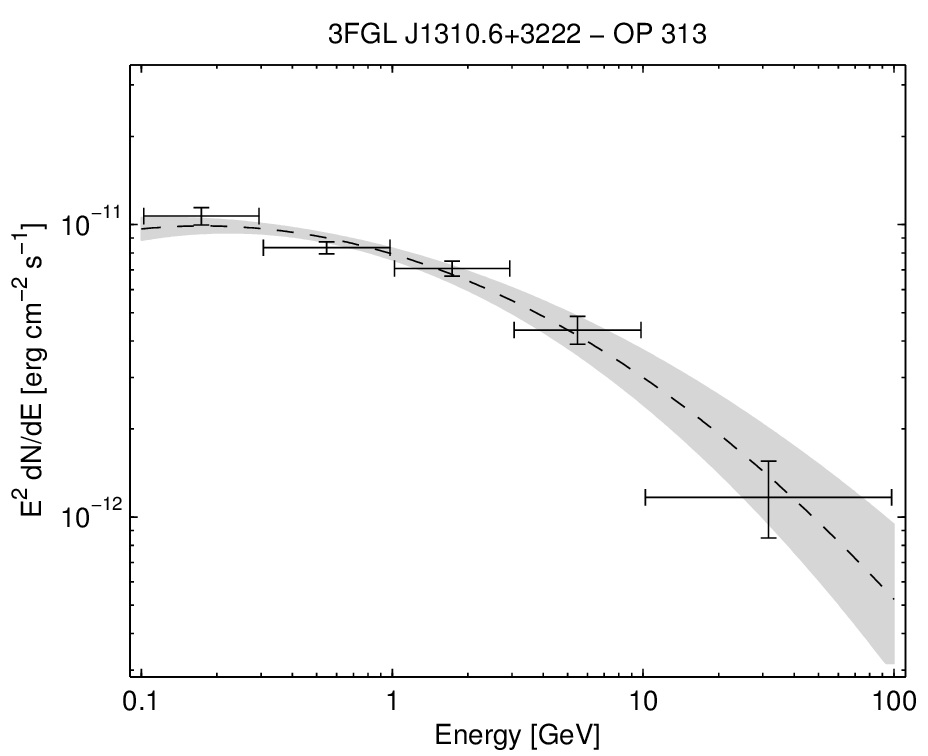 3FGL J1310.6+3222 – OP 313
E² dN/dE [erg cm⁻² s⁻¹]
10⁻¹¹
10⁻¹²
0.1
1
10
100
Energy [GeV]